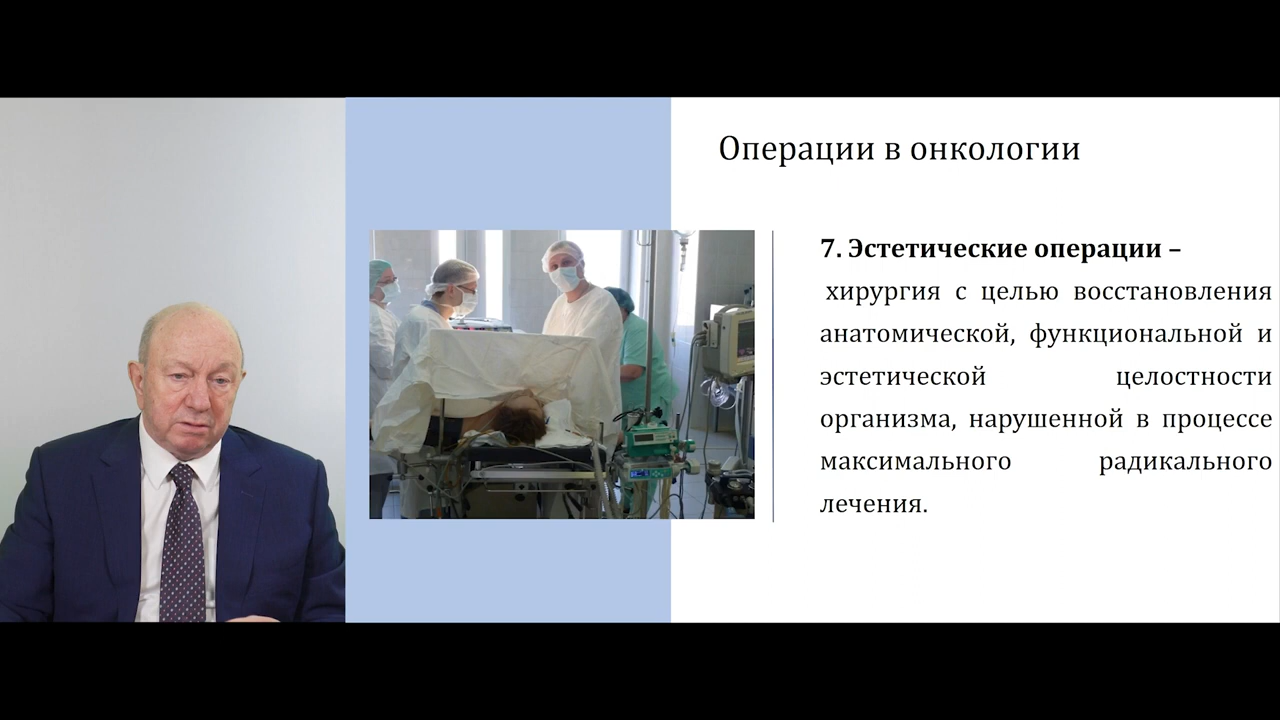 Операции в онкологии
7. Эстетические операции –
хирургия с целью восстановления
анатомической, функциональной и
эстетической целостности
организма, нарушенной в процессе
максимального радикального
лечения.